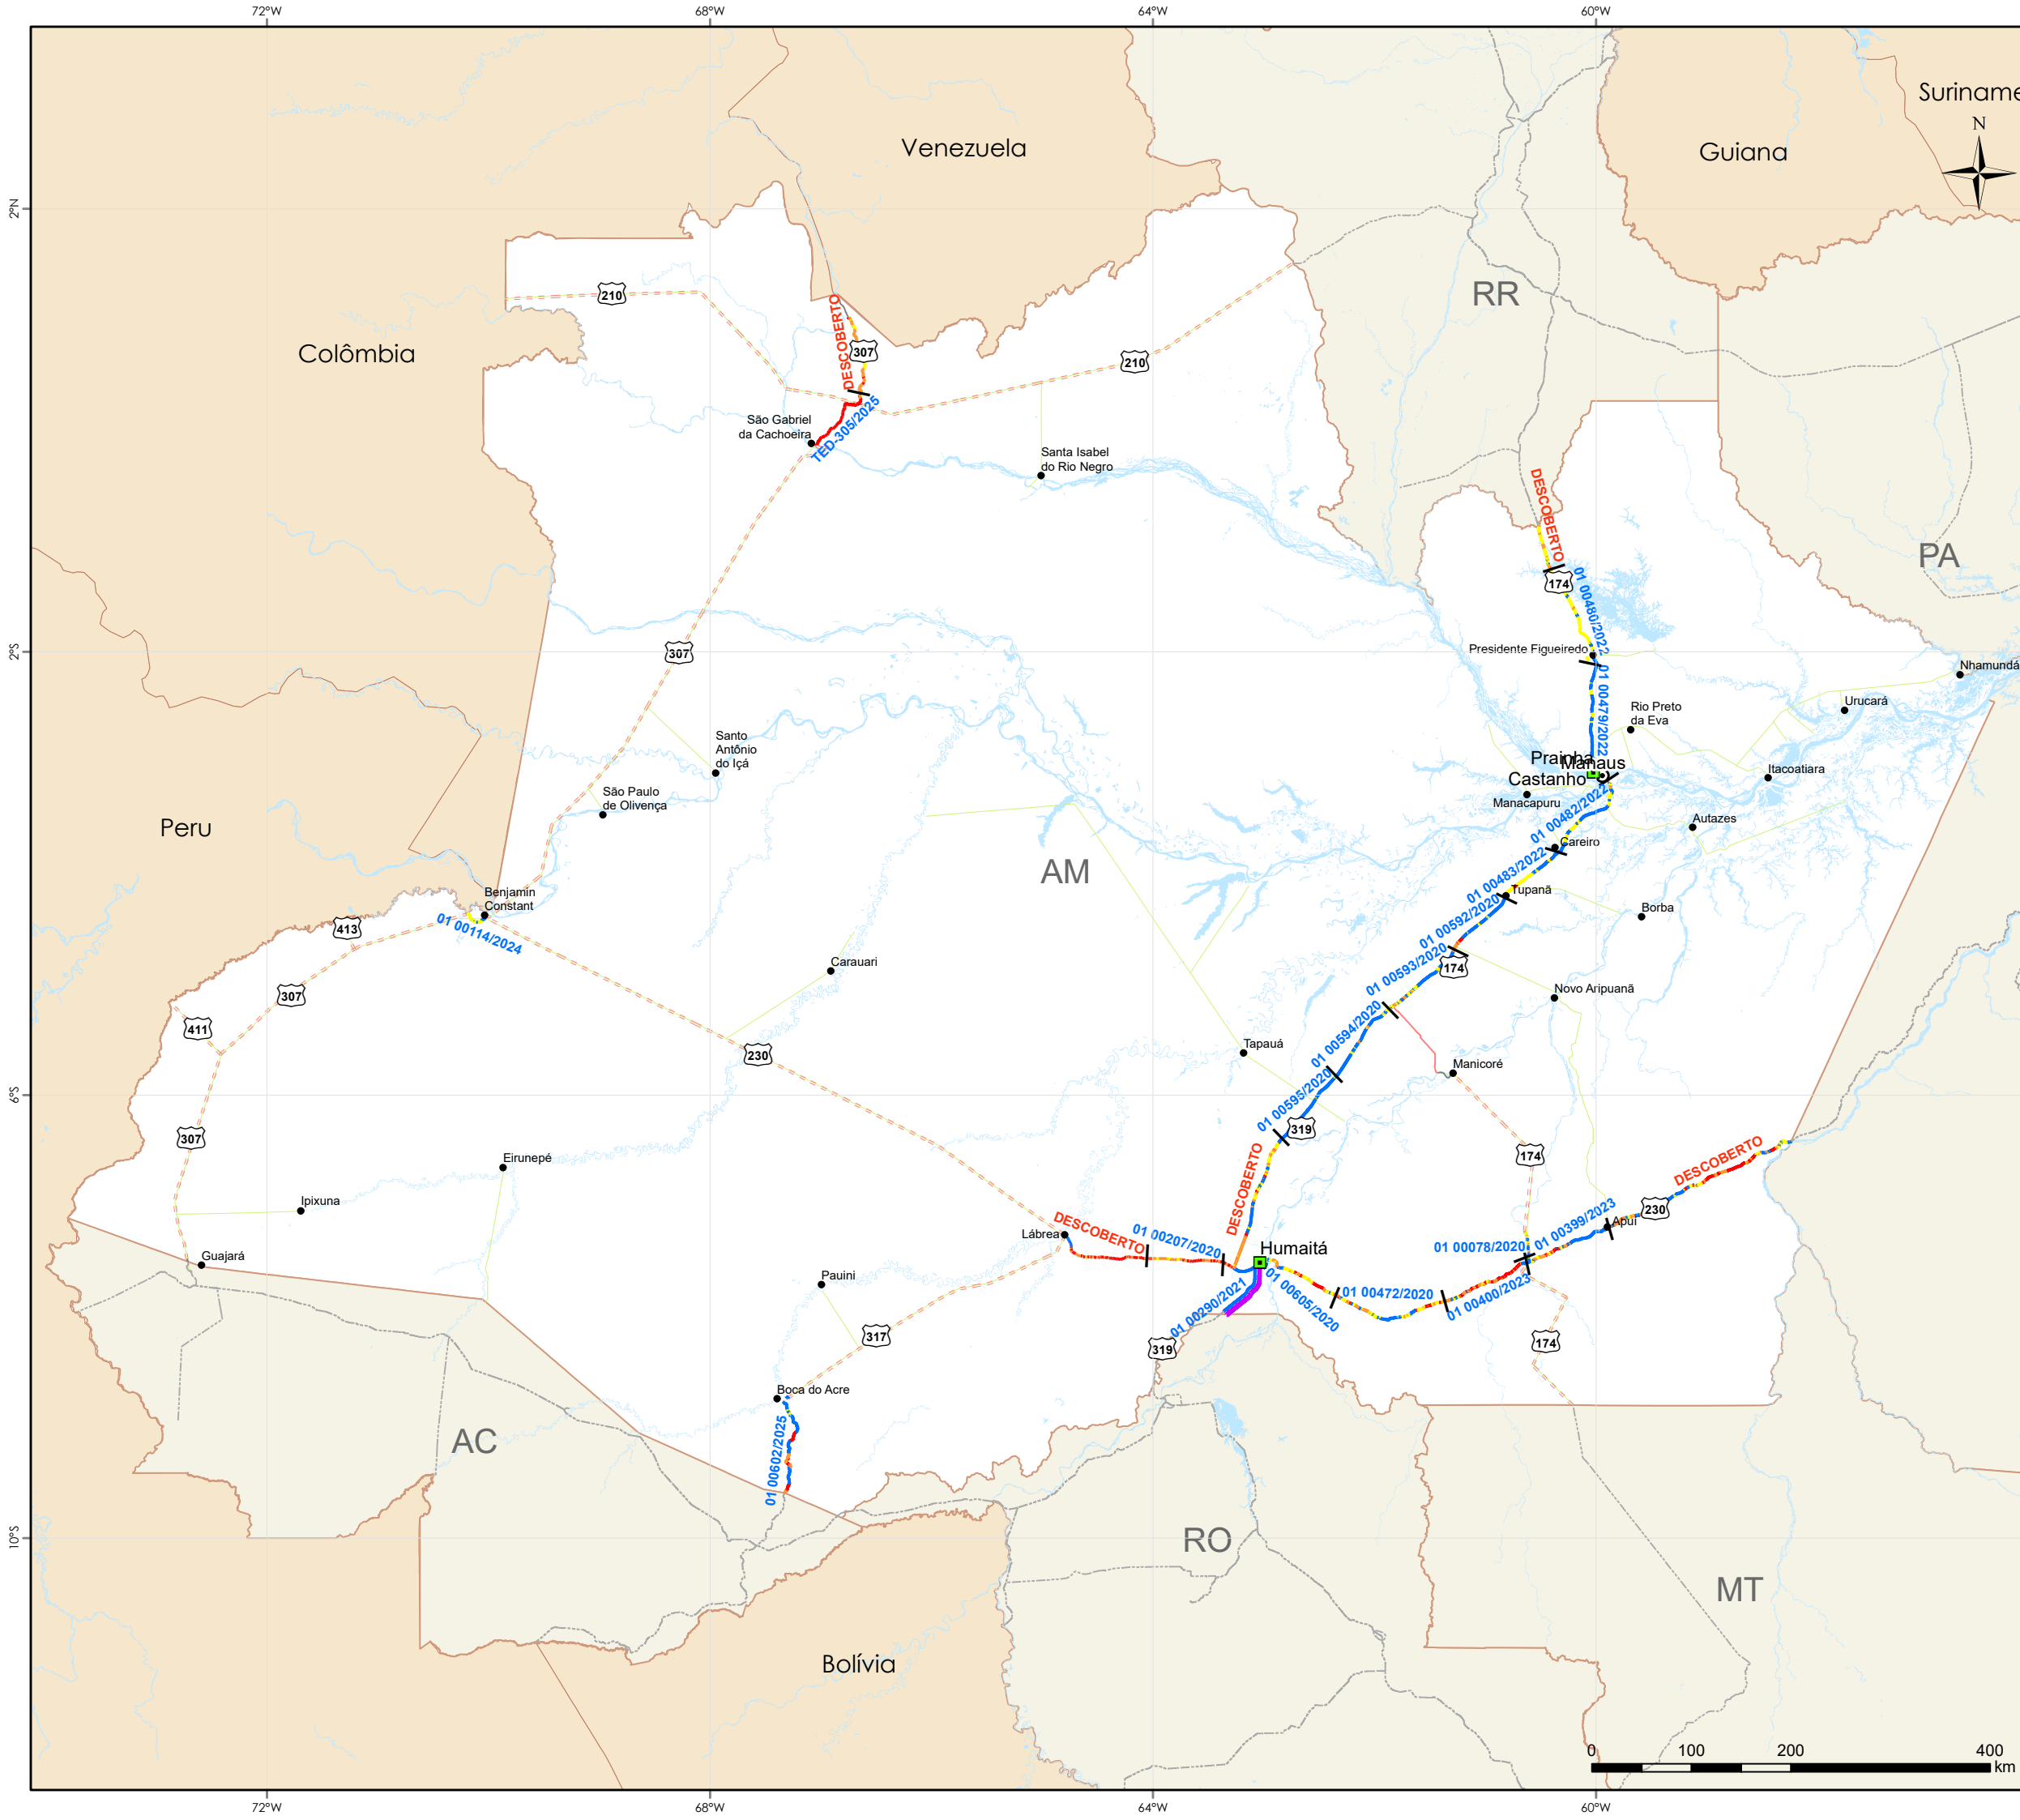 72°W
68°W
64°W
60°W
Suriname
N
Venezuela
Guiana
2°N
210
RR
DESCOBERTO
307
Colômbia
210
TED-305/2025
São Gabriel
da Cachoeira
Santa Isabel
do Rio Negro
DESCOBERTO
PA
174
01 00480/2022
2°S
307
Presidente Figueiredo
Nhamundá
01 00479/2022
Urucará
Rio Preto
da Eva
Santo
Antônio
do Içá
Prainha
Manaus
Castanho
Itacoatiara
São Paulo
de Olivença
Manacapuru
01 00482/2022
Autazes
Peru
Careiro
AM
01 00483/2022
Tupanã
Benjamin
Constant
01 00592/2020
Borba
413
01 00114/2024
01 00593/2020
Carauari
174
307
Novo Aripuanã
411
01 00594/2020
230
Tapauá
Manicoré
6°S
01 00595/2020
319
307
DESCOBERTO
174
DESCOBERTO
Eirunepé
Ipixuna
230
DESCOBERTO
01 00207/2020
01 00399/2023
Apuí
Lábrea
Humaitá
01 00078/2020
Guajará
Pauini
01 00290/2021
01 00605/2020
01 00472/2020
01 00400/2023
317
319
174
Boca do Acre
AC
01 00602/2025
10°S
RO
MT
Bolívia
0
100
200
400
km
72°W
68°W
64°W
60°W